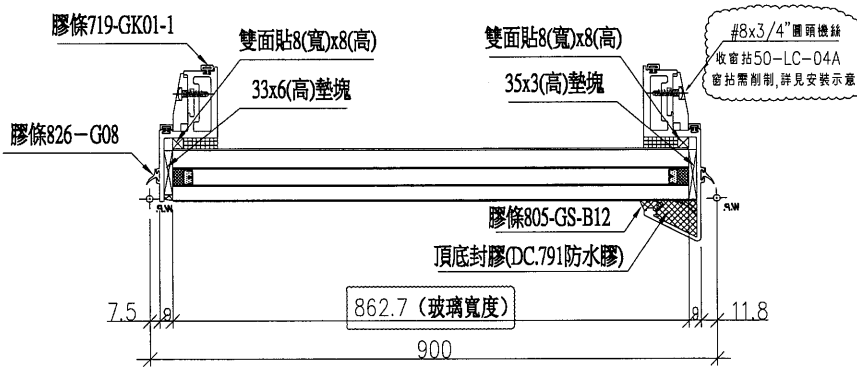 膠條719-GK01-1
雙面貼8(寬)x8(高)
雙面貼8(寬)x8(高)
#8x3/4"圓頭機絲
收窗拈50-LC-04A
窗拈需削制,詳見安裝示意
33x6(高)墊塊
35x3(高)墊塊
膠條826-G08
W.P.
W.P.
膠條805-GS-B12
頂底封膠(DC.791防水膠)
7.5
9
862.7 (玻璃寬度)
9
11.8
900